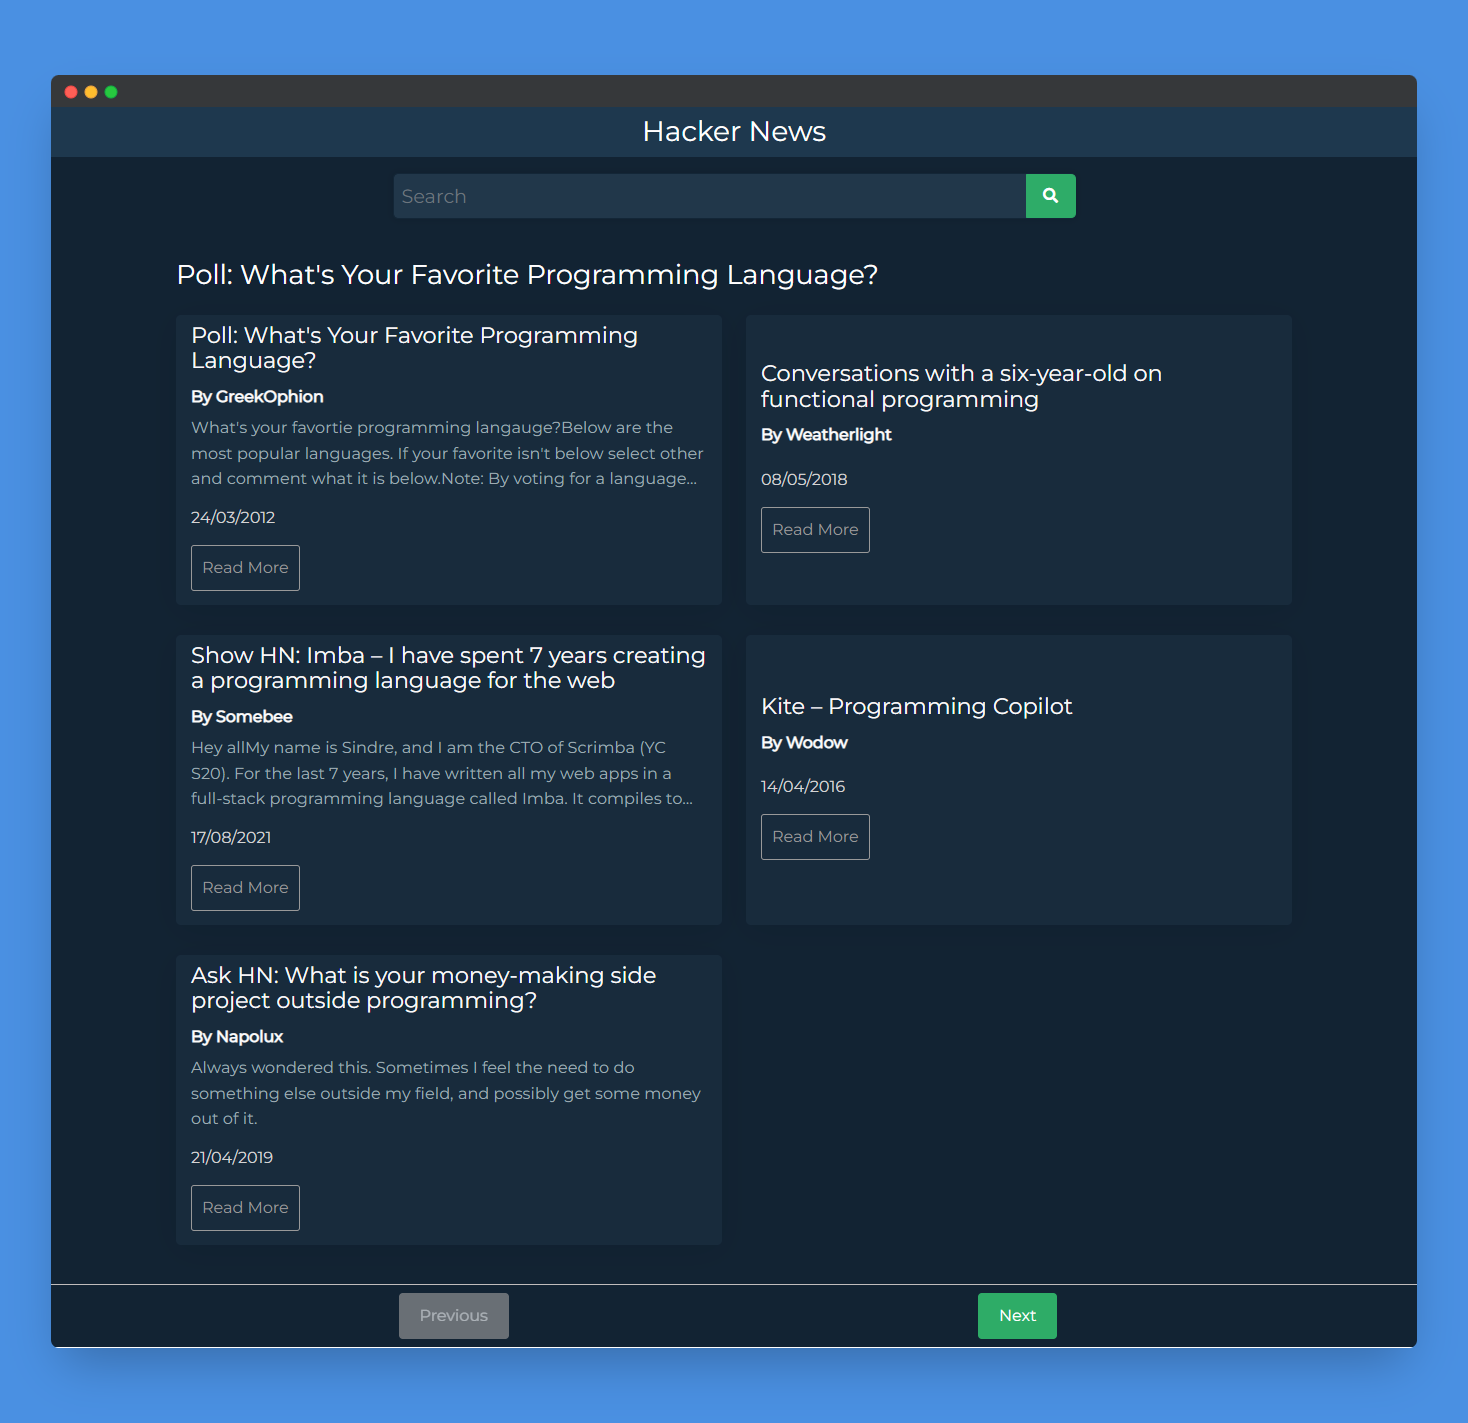 Hacker News
Search
Poll: What's Your Favorite Programming Language?
Poll: What's Your Favorite Programming
Language?
By GreekOphion
What's your favortie programming langauge?Below are the
most popular languages. If your favorite isn't below select other
and comment what it is below.Note: By voting for a language...
24/03/2012
Read More
Conversations with a six-year-old on
functional programming
By Weatherlight
08/05/2018
Read More
Show HN: Imba – I have spent 7 years creating
a programming language for the web
By Somebee
Hey allMy name is Sindre, and I am the CTO of Scrimba (YC
S20). For the last 7 years, I have written all my web apps in a
full-stack programming language called Imba. It compiles to...
17/08/2021
Read More
Kite – Programming Copilot
By Wodow
14/04/2016
Read More
Ask HN: What is your money-making side
project outside programming?
By Napolux
Always wondered this. Sometimes I feel the need to do
something else outside my field, and possibly get some money
out of it.
21/04/2019
Read More
Previous
Next